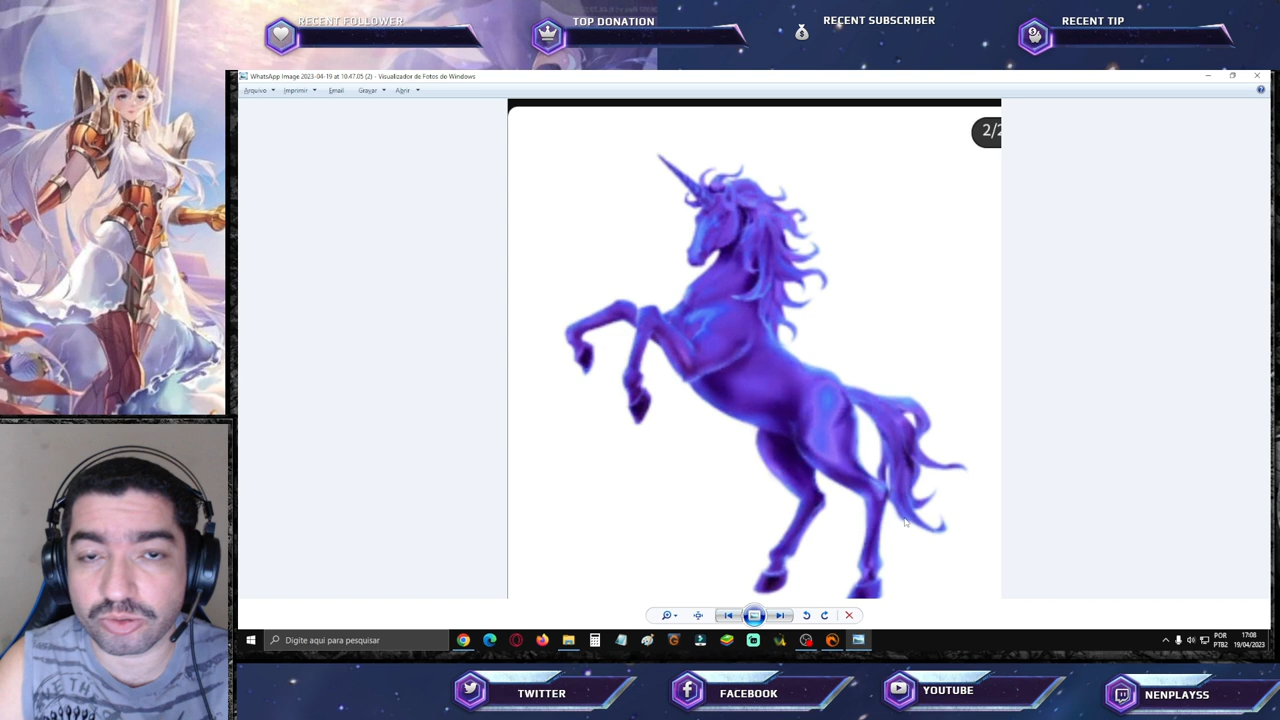 RECENT FOLLOWER
TOP DONATION
RECENT SUBSCRIBER
RECENT TIP
WhatsApp Image 2023-04-19 at 10.47.05 (2) - Visualizador de Fotos do Windows
Arquivo Imprimir Email Gravar Abrir
2/2
Digite aqui para pesquisar
POR
PTB2
17:08
19/04/2023
TWITTER
FACEBOOK
YOUTUBE
NENPLAYSS